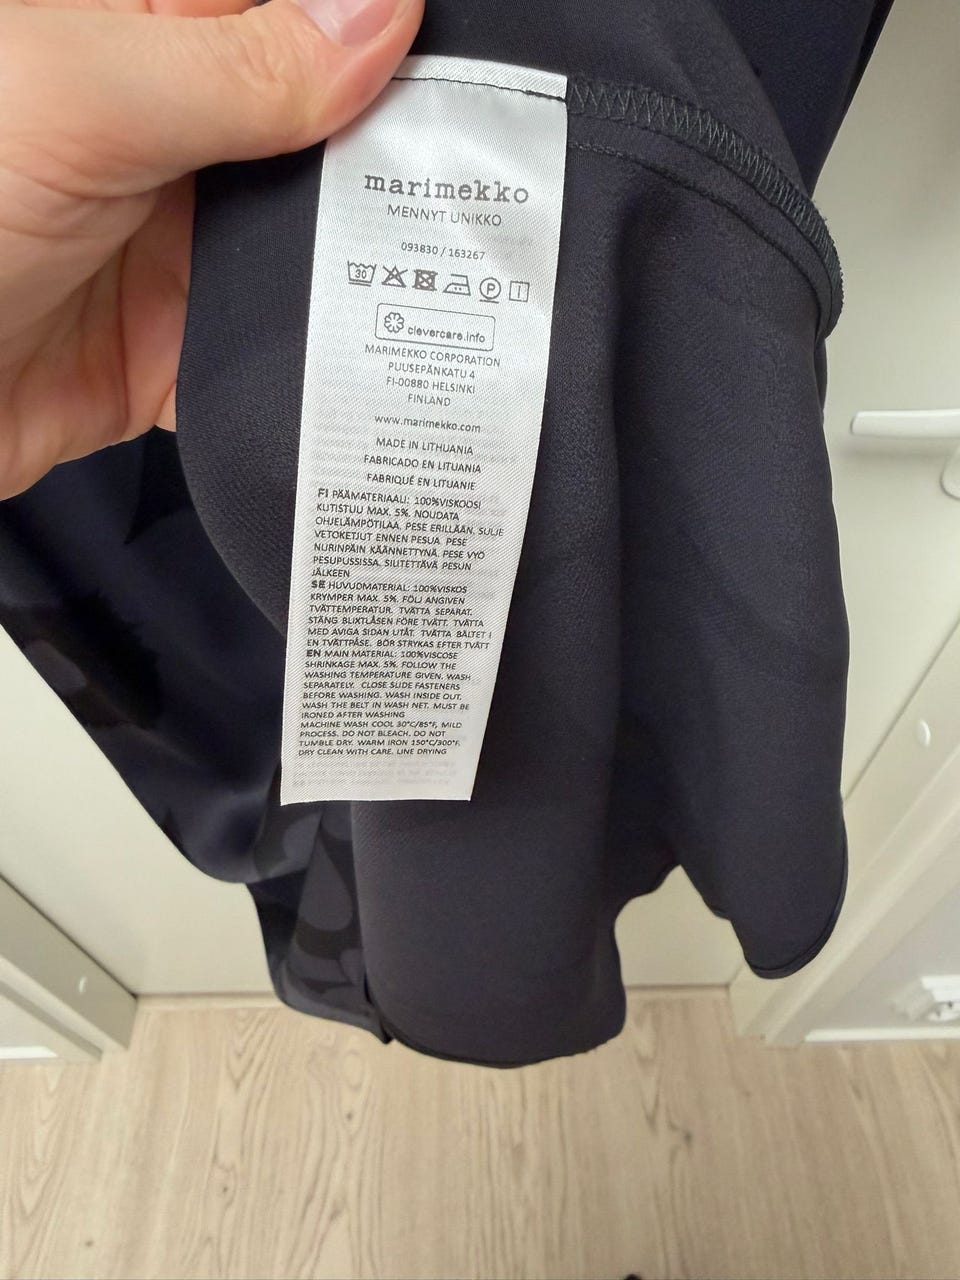 marimekko
MENNYT UNIKKO
093830 / 163267
30 P
clevercare.info
MARIMEKKO CORPORATION
PUUSEPÄNKATU 4
FI-00880 HELSINKI
FINLAND
www.marimekko.com
MADE IN LITHUANIA
FABRICADO EN LITUANIA
FABRIQUÉ EN LITUANIE
FI PÄÄMATERIAALI: 100%VISKOOSI
KUTISTUU MAX. 5%. NOUDATA
OHJELÄMPÖTILAA. PESE ERILLÄÄN. SULJE
VETOKETJUT ENNEN PESUA. PESE
NURINPÄIN KÄÄNNETTYNÄ. PESE VYÖ
PESUPUSSISSA. SILITETTÄVÄ PESUN
JÄLKEEN
SE HUVUDMATERIAL: 100%VISKOS
KRYMPER MAX. 5%. FÖLJ ANGIVEN
TVÄTTEMPERATUR. TVÄTTA SEPARAT.
STÄNG BLIXTLÅSEN FÖRE TVÄTT. TVÄTTA
MED AVIGA SIDAN UTÅT. TVÄTTA BÄLTET I
EN TVÄTTPÅSE. BÖR STRYKAS EFTER TVÄTT
EN MAIN MATERIAL: 100%VISCOSE
SHRINKAGE MAX. 5%. FOLLOW THE
WASHING TEMPERATURE GIVEN. WASH
SEPARATELY. CLOSE SLIDE FASTENERS
BEFORE WASHING. WASH INSIDE OUT.
WASH THE BELT IN WASH NET. MUST BE
IRONED AFTER WASHING
MACHINE WASH COOL 30°C/85°F, MILD
PROCESS. DO NOT BLEACH. DO NOT
TUMBLE DRY. WARM IRON 150°C/300°F.
DRY CLEAN WITH CARE. LINE DRYING